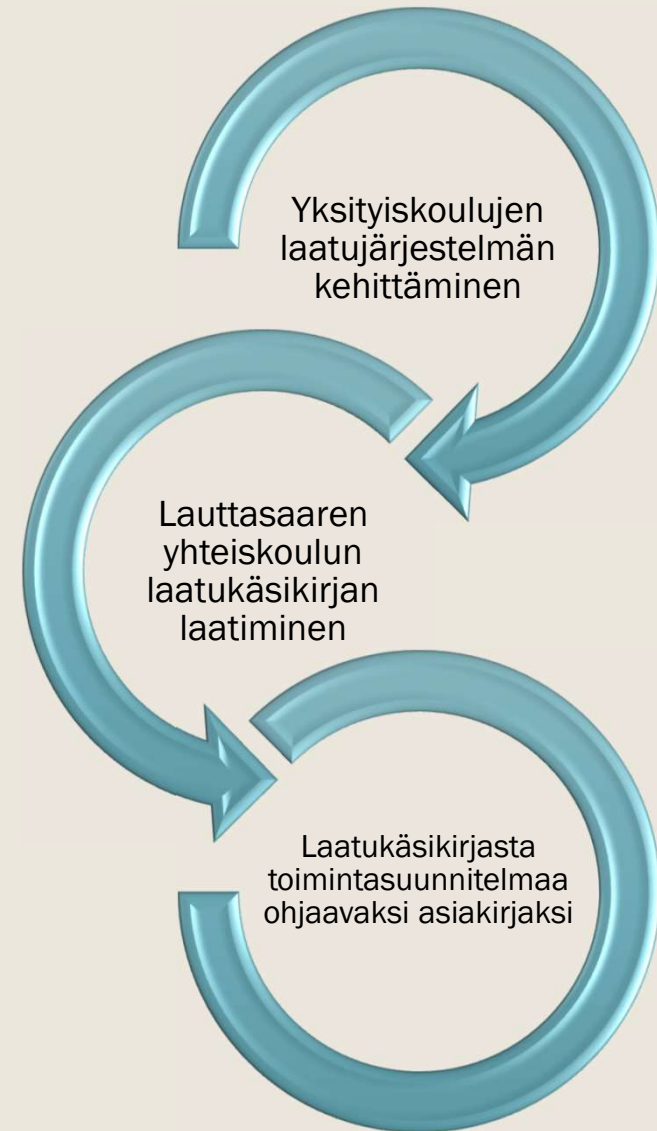 Yksityiskoulujen
laatujärjestelmän
kehittäminen
Lauttasaaren
yhteiskoulun
laatukäsikirjan
laatiminen
Laatukäsikirjasta
toimintasuunnitelmaa
ohjaavaksi asiakirjaksi